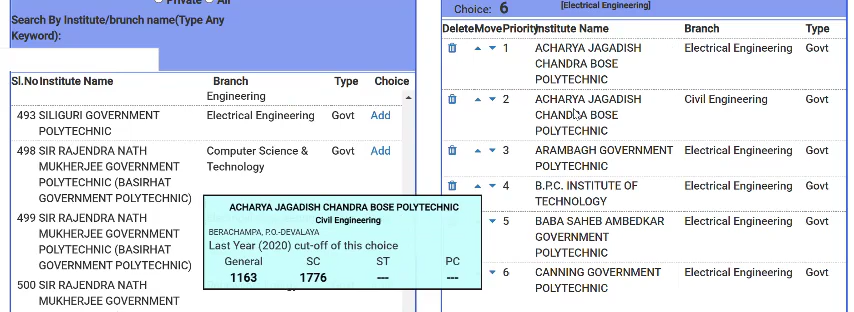 Private All
Search By Institute/brunch name(Type Any
Keyword):
Sl.No Institute Name Branch Type Choice
Engineering
493 SILIGURI GOVERNMENT Electrical Engineering Govt Add
POLYTECHNIC
498 SIR RAJENDRA NATH Computer Science & Govt Add
MUKHERJEE GOVERNMENT Technology
POLYTECHNIC (BASIRHAT
GOVERNMENT POLYTECHNIC)
499 SIR RAJENDRA NATH
MUKHERJEE GOVERNMENT
POLYTECHNIC (BASIRHAT
GOVERNMENT POLYTECHNIC)
500 SIR RAJENDRA NATH
MUKHERJEE GOVERNMENT
ACHARYA JAGADISH CHANDRA BOSE POLYTECHNIC
Civil Engineering
BERACHAMPA, P.O.-DEVALAYA
Last Year (2020) cut-off of this choice
General SC ST PC
1163 1776 --- ---
Choice: 6 [Electrical Engineering]
Delete Move Priority Institute Name Branch Type
1 ACHARYA JAGADISH Electrical Engineering Govt
CHANDRA BOSE
POLYTECHNIC
2 ACHARYA JAGADISH Civil Engineering Govt
CHANDRA BOSE
POLYTECHNIC
3 ARAMBAGH GOVERNMENT Electrical Engineering Govt
POLYTECHNIC
4 B.P.C. INSTITUTE OF Electrical Engineering Govt
TECHNOLOGY
5 BABA SAHEB AMBEDKAR Electrical Engineering Govt
GOVERNMENT
POLYTECHNIC
6 CANNING GOVERNMENT Electrical Engineering Govt
POLYTECHNIC